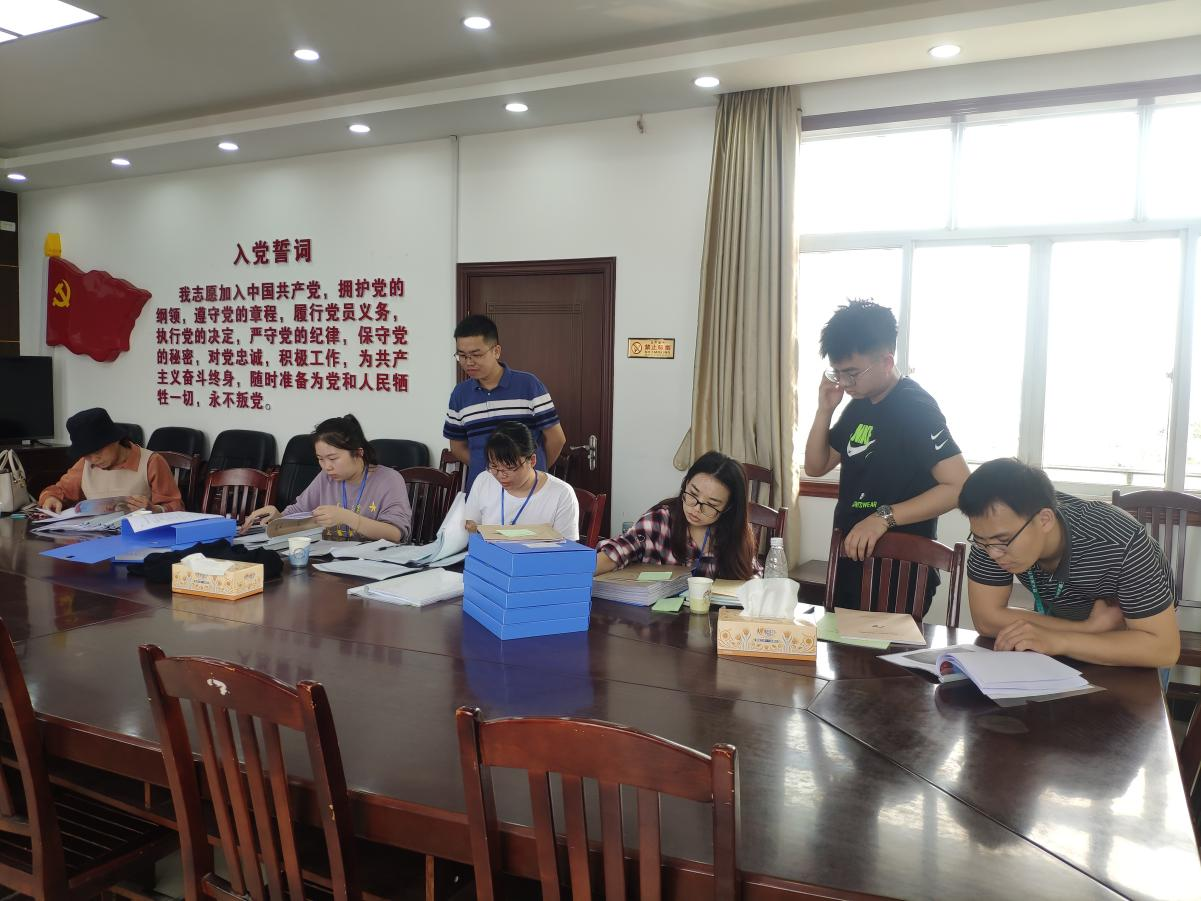 入党誓词
我志愿加入中国共产党，拥护党的
纲领，遵守党的章程，履行党员义务，
执行党的决定，严守党的纪律，保守党
的秘密，对党忠诚，积极工作，为共产
主义奋斗终身，随时准备为党和人民牺
牲一切，永不叛党。